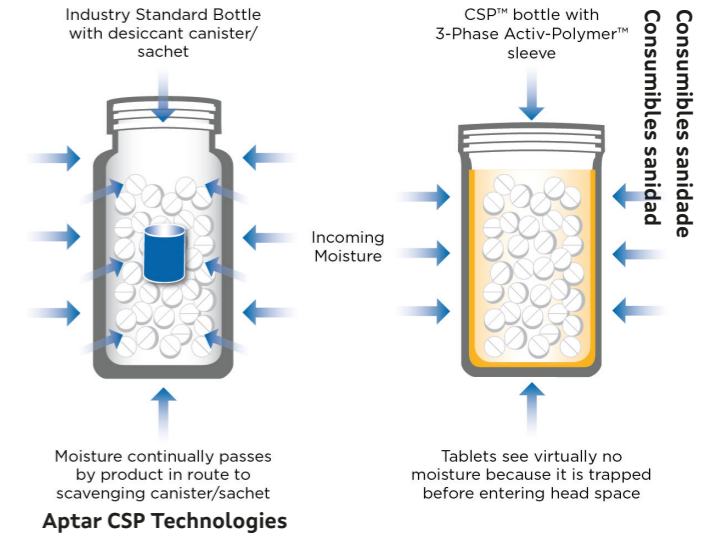 Industry Standard Bottle
with desiccant canister/
sachet
CSP™ bottle with
3-Phase Activ-Polymer™
sleeve
Consumibles sanidade
Consumibles sanidad
Incoming
Moisture
Moisture continually passes
by product in route to
scavenging canister/sachet
Tablets see virtually no
moisture because it is trapped
before entering head space
Aptar CSP Technologies